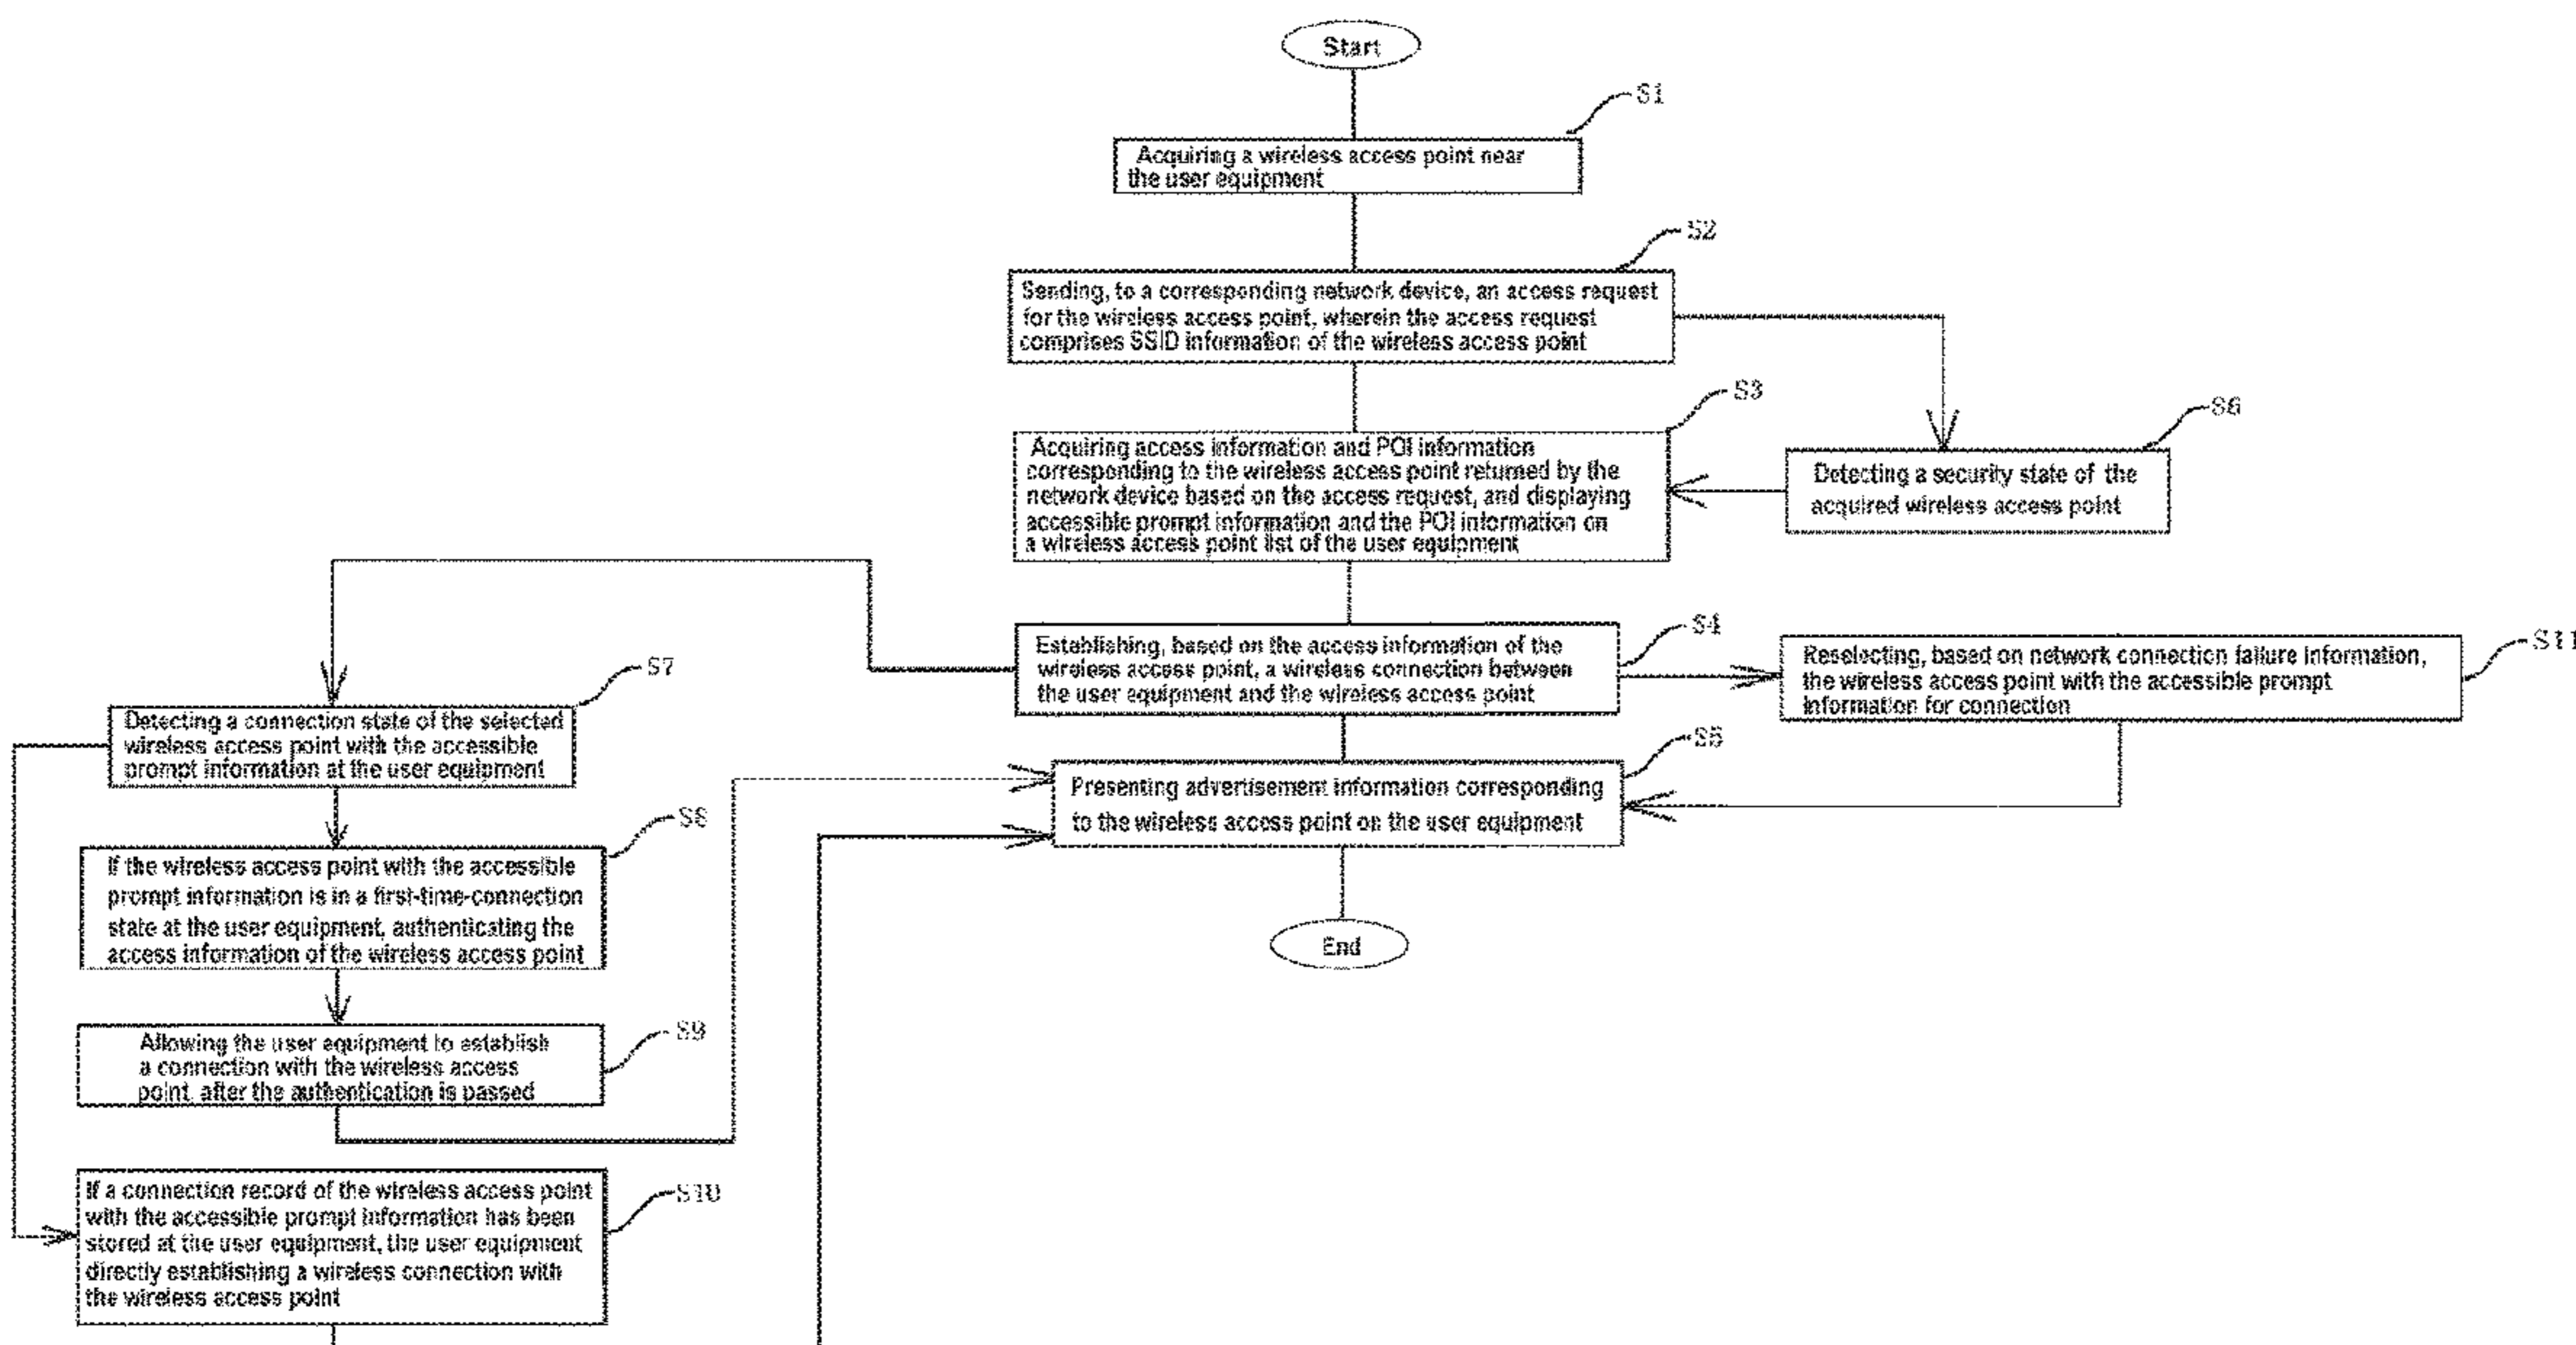 Start
S1
Acquiring a wireless access point near
the user equipment
S2
Sending, to a corresponding network device, an access request
for the wireless access point, wherein the access request
comprises SSID information of the wireless access point
S3
Acquiring access information and POI information
corresponding to the wireless access point returned by the
network device based on the access request, and displaying
accessible prompt information and the POI information on
a wireless access point list of the user equipment
S6
Detecting a security state of the
acquired wireless access point
S4
Establishing, based on the access information of the
wireless access point, a wireless connection between
the user equipment and the wireless access point
S11
Reselecting, based on network connection failure information,
the wireless access point with the accessible prompt
information for connection
S7
Detecting a connection state of the selected
wireless access point with the accessible
prompt information at the user equipment
S5
Presenting advertisement information corresponding
to the wireless access point on the user equipment
S8
If the wireless access point with the accessible
prompt information is in a first-time-connection
state at the user equipment, authenticating the
access information of the wireless access point
End
S9
Allowing the user equipment to establish
a connection with the wireless access
point, after the authentication is passed
S10
If a connection record of the wireless access point
with the accessible prompt information has been
stored at the user equipment, the user equipment
directly establishing a wireless connection with
the wireless access point